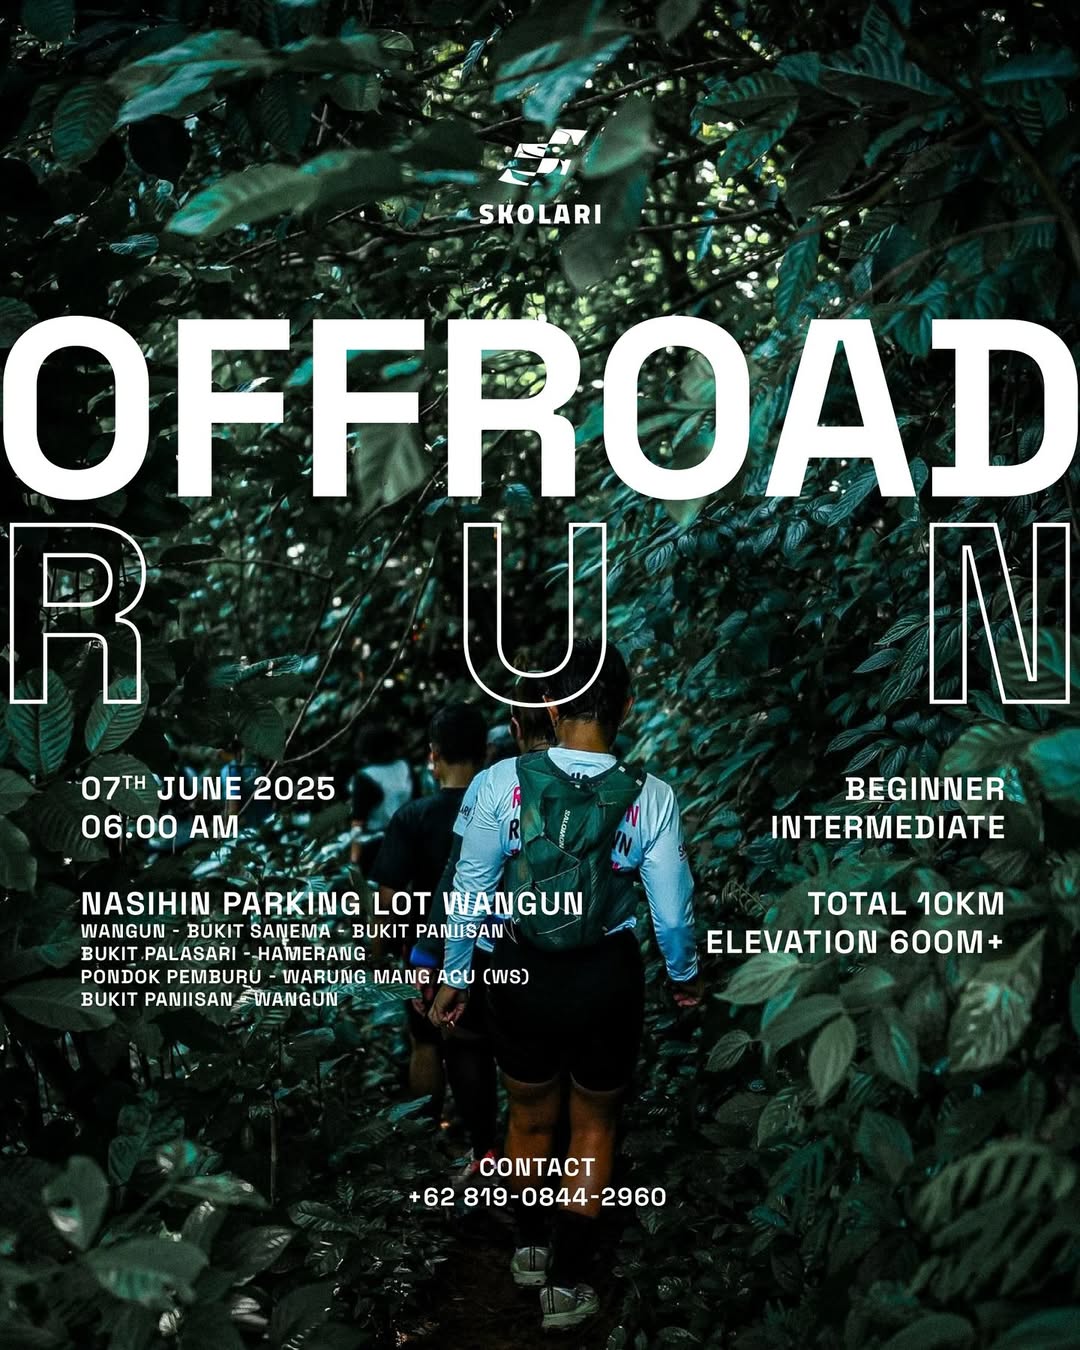 SKOLARI
OFFROAD
RUN
07TH JUNE 2025
06.00 AM
BEGINNER
INTERMEDIATE
NASIHIN PARKING LOT WANGUN
WANGUN - BUKIT SANEMA - BUKIT PANIISAN
BUKIT PALASARI - HAMERANG
PONDOK PEMBURU - WARUNG MANG ACU (WS)
BUKIT PANIISAN - WANGUN
TOTAL 10KM
ELEVATION 600M+
SALOMON
CONTACT
+62 819-0844-2960